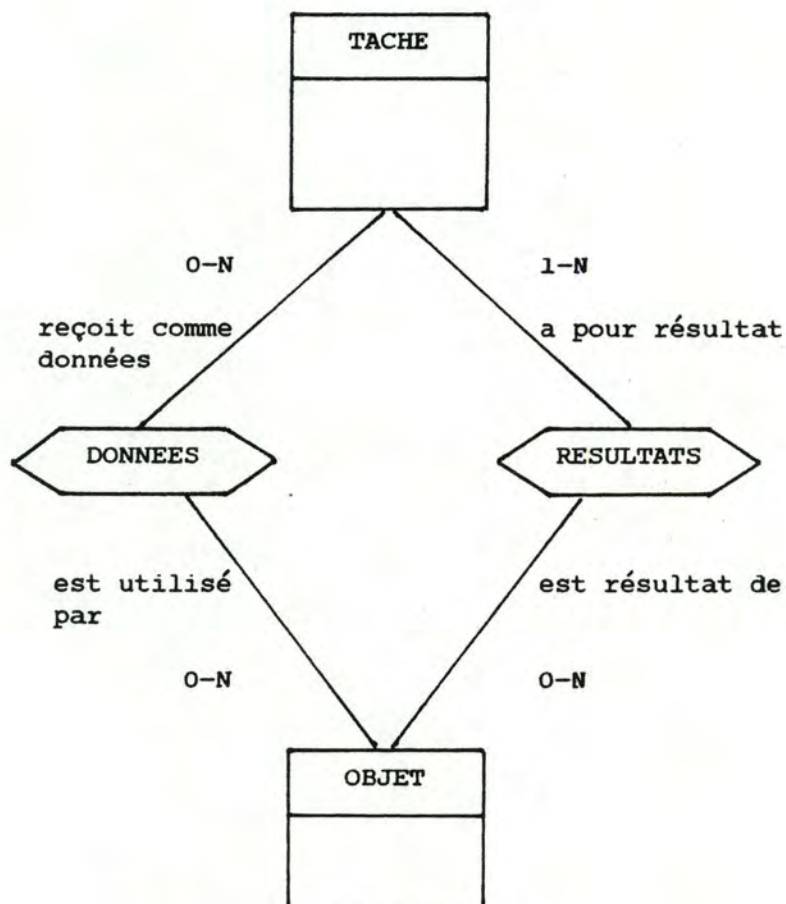 TACHE
0-N
1-N
reçoit comme
données
a pour résultat
DONNEES
RESULTATS
est utilisé
par
est résultat de
0-N
0-N
OBJET